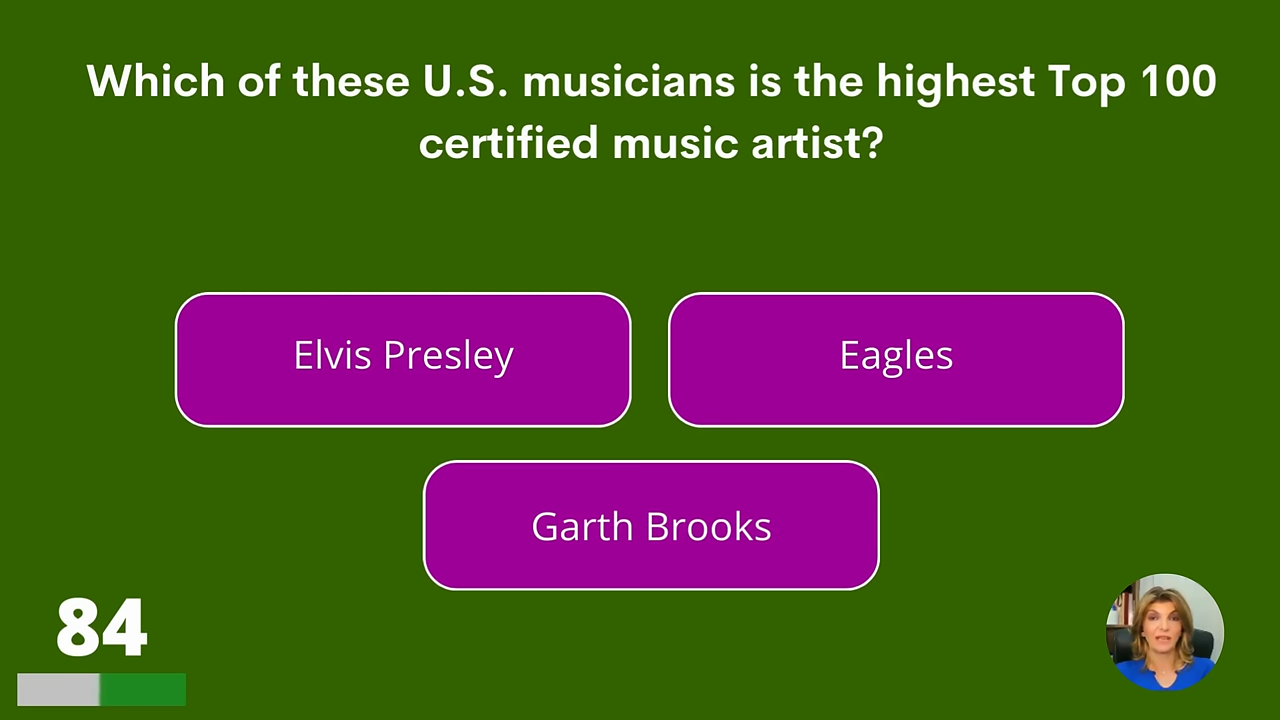 Which of these U.S. musicians is the highest Top 100
certified music artist?
Elvis Presley
Eagles
Garth Brooks
84